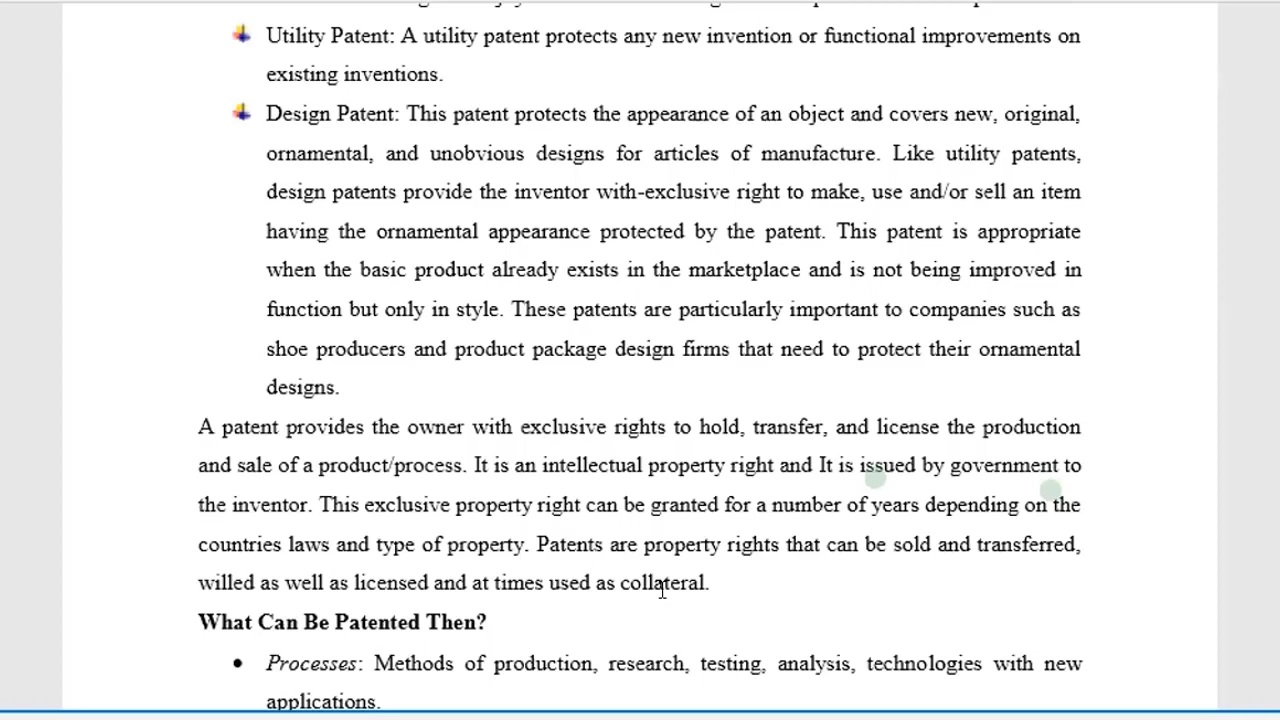 Utility Patent: A utility patent protects any new invention or functional improvements on
existing inventions.
Design Patent: This patent protects the appearance of an object and covers new, original,
ornamental, and unobvious designs for articles of manufacture. Like utility patents,
design patents provide the inventor with-exclusive right to make, use and/or sell an item
having the ornamental appearance protected by the patent. This patent is appropriate
when the basic product already exists in the marketplace and is not being improved in
function but only in style. These patents are particularly important to companies such as
shoe producers and product package design firms that need to protect their ornamental
designs.
A patent provides the owner with exclusive rights to hold, transfer, and license the production
and sale of a product/process. It is an intellectual property right and It is issued by government to
the inventor. This exclusive property right can be granted for a number of years depending on the
countries laws and type of property. Patents are property rights that can be sold and transferred,
willed as well as licensed and at times used as collateral.
What Can Be Patented Then?
• Processes: Methods of production, research, testing, analysis, technologies with new
applications.